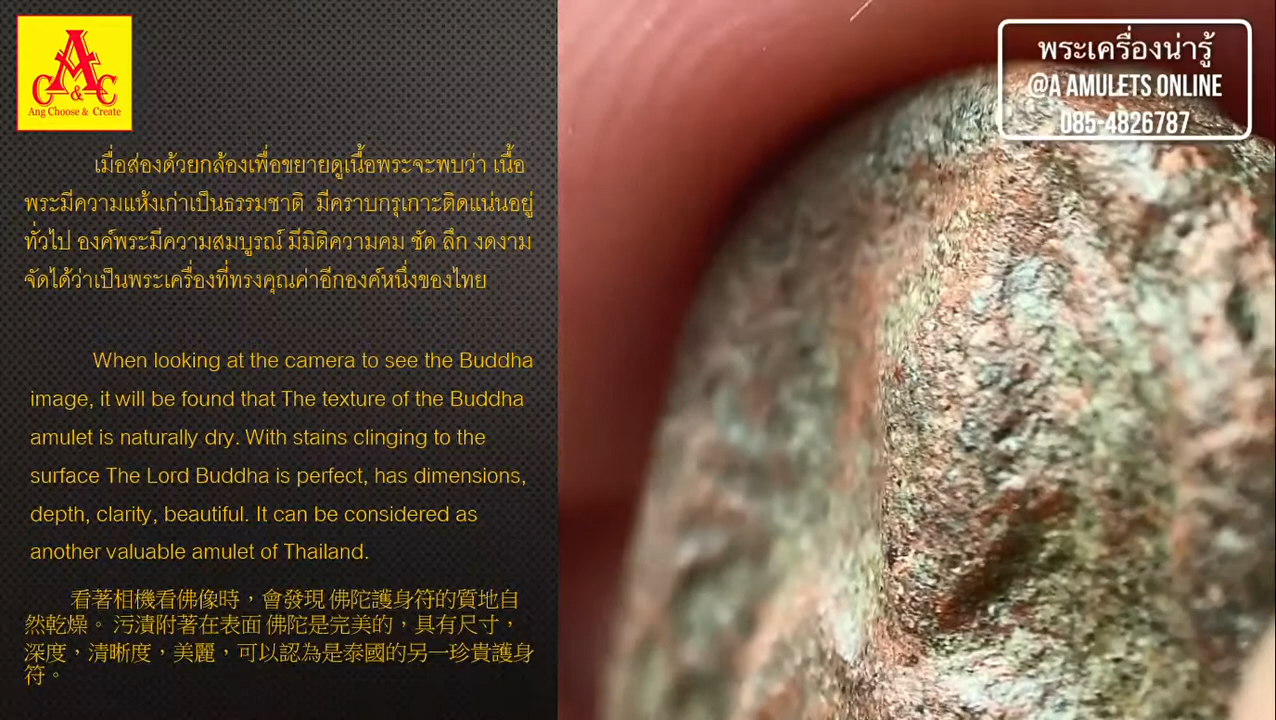 A
C & C
Ang Choose & Create
เมื่อส่องด้วยกล้องเพื่อขยายดูเนื้อพระจะพบว่า เนื้อ
พระมีความแห้งเก่าเป็นธรรมชาติ มีคราบกรุเกาะติดแน่นอยู่
ทั่วไป องค์พระมีความสมบูรณ์ มีมิติความคม ชัด ลึก งดงาม
จัดได้ว่าเป็นพระเครื่องที่ทรงคุณค่าอีกองค์หนึ่งของไทย
When looking at the camera to see the Buddha
image, it will be found that The texture of the Buddha
amulet is naturally dry. With stains clinging to the
surface The Lord Buddha is perfect, has dimensions,
depth, clarity, beautiful. It can be considered as
another valuable amulet of Thailand.
看著相機看佛像時，會發現 佛陀護身符的質地自
然乾燥。 污漬附著在表面 佛陀是完美的，具有尺寸，
深度，清晰度，美麗，可以認為是泰國的另一珍貴護身
符。
พระเครื่องน่ารู้
@A AMULETS ONLINE
085-4826787